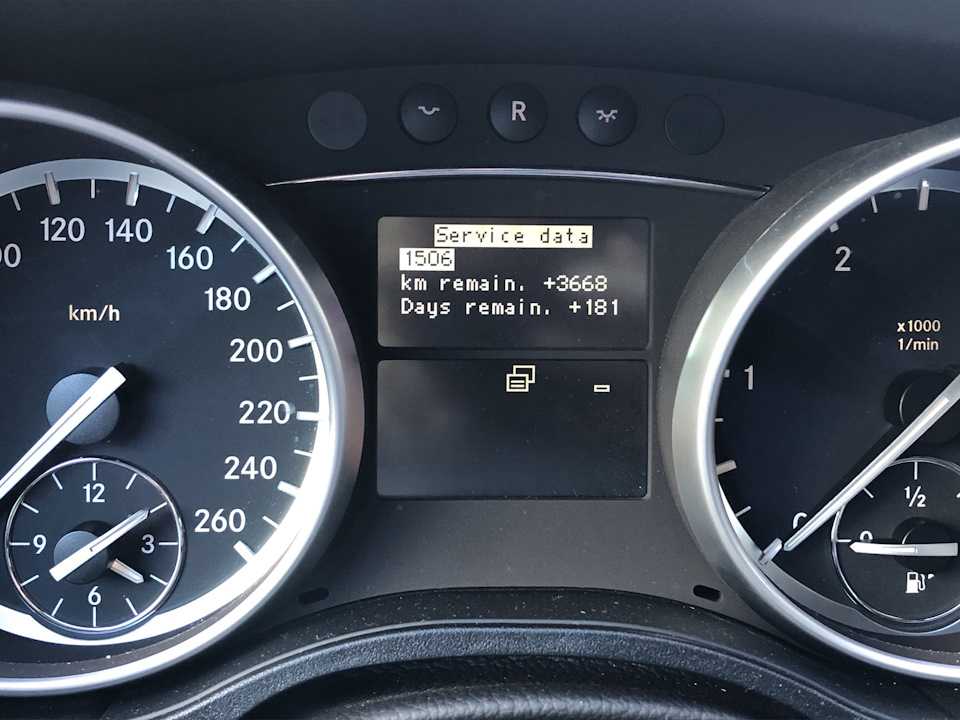 R
Service data
1506
km remain. +3668
Days remain. +181
120 140
160
180
200
220
240
260
km/h
12
9 3
6
2
1
x1000
1/min
½
0